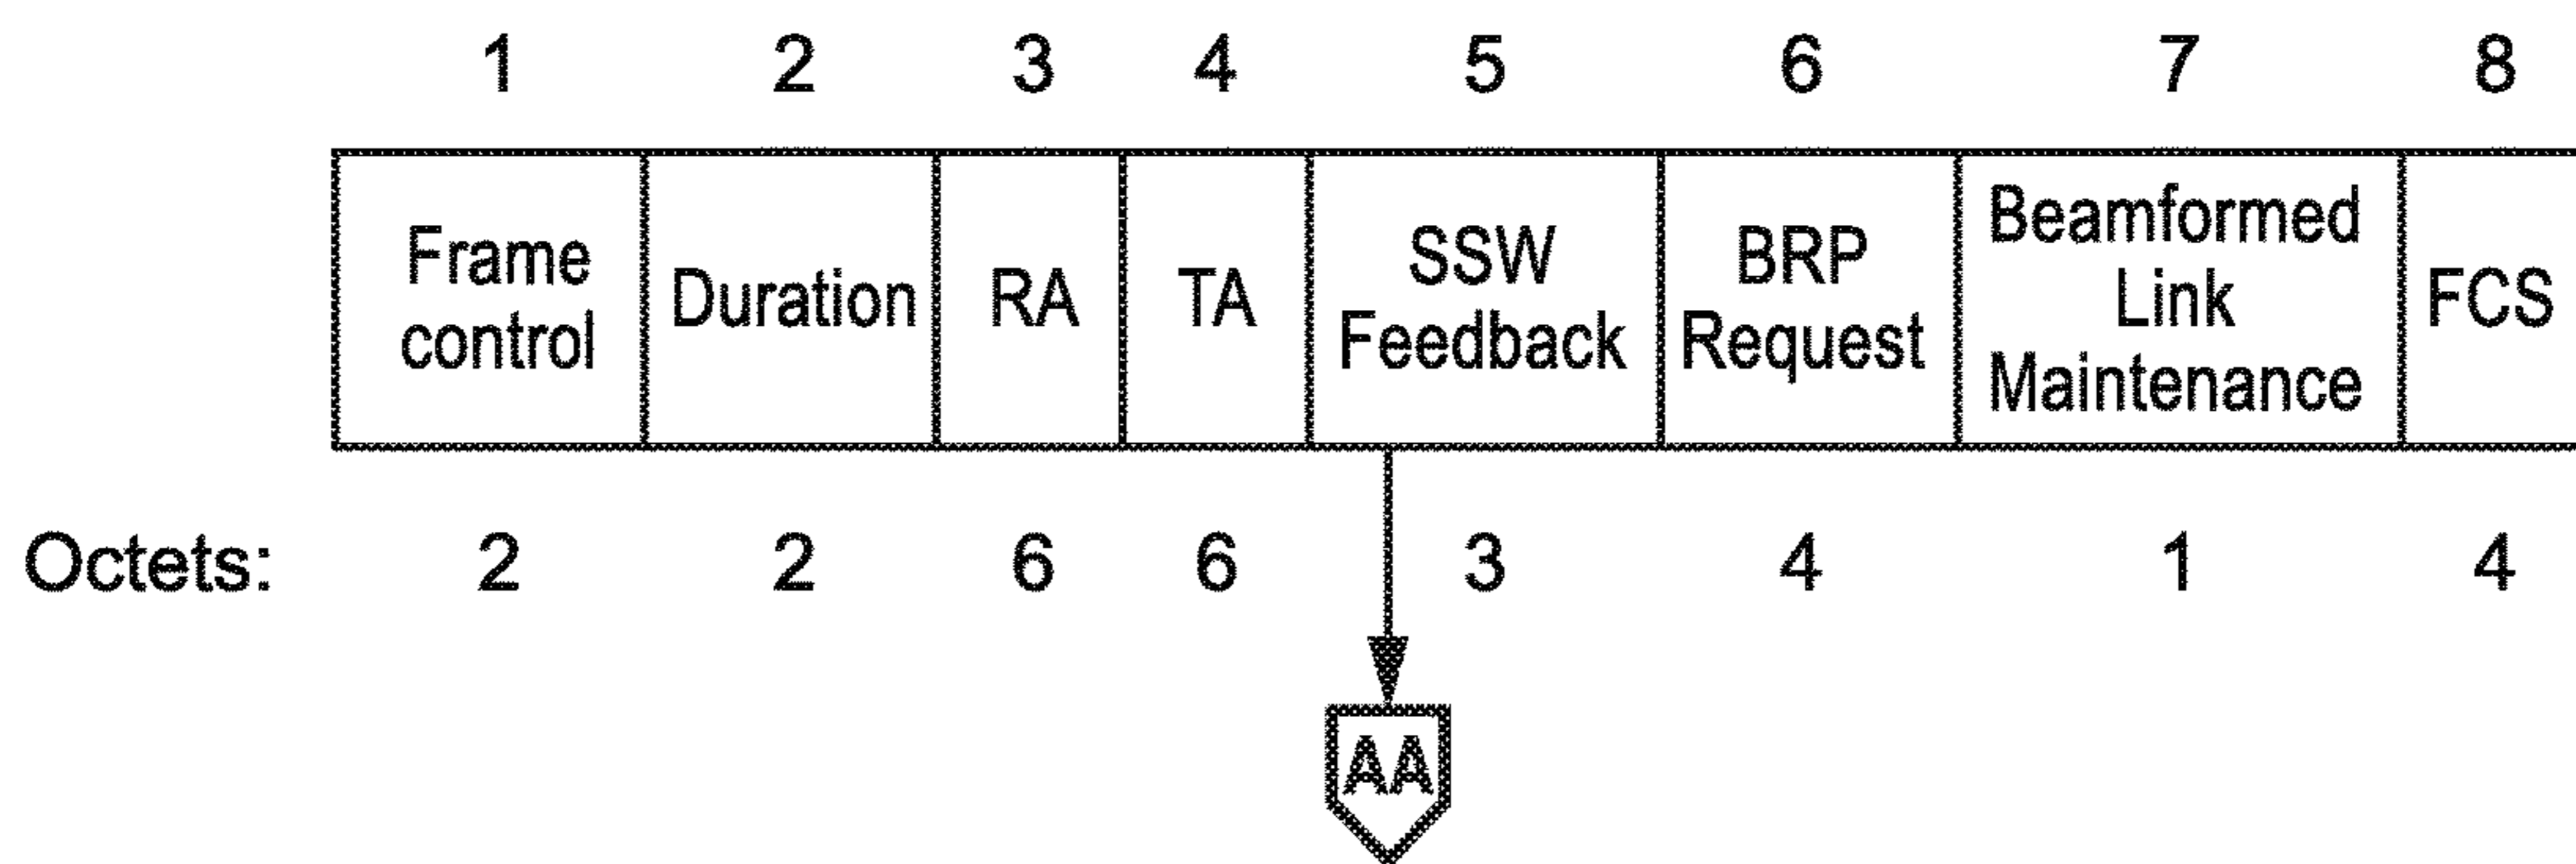 1 2 3 4 5 6 7 8
Frame control Duration RA TA SSW Feedback BRP Request Beamformed Link Maintenance FCS
Octets: 2 2 6 6 3 4 1 4
AA